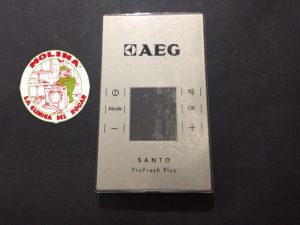 MOLINA
LA CLINICA DEL HOGAR
AEG
Mode
OK
SANTO
ProFresh Plus